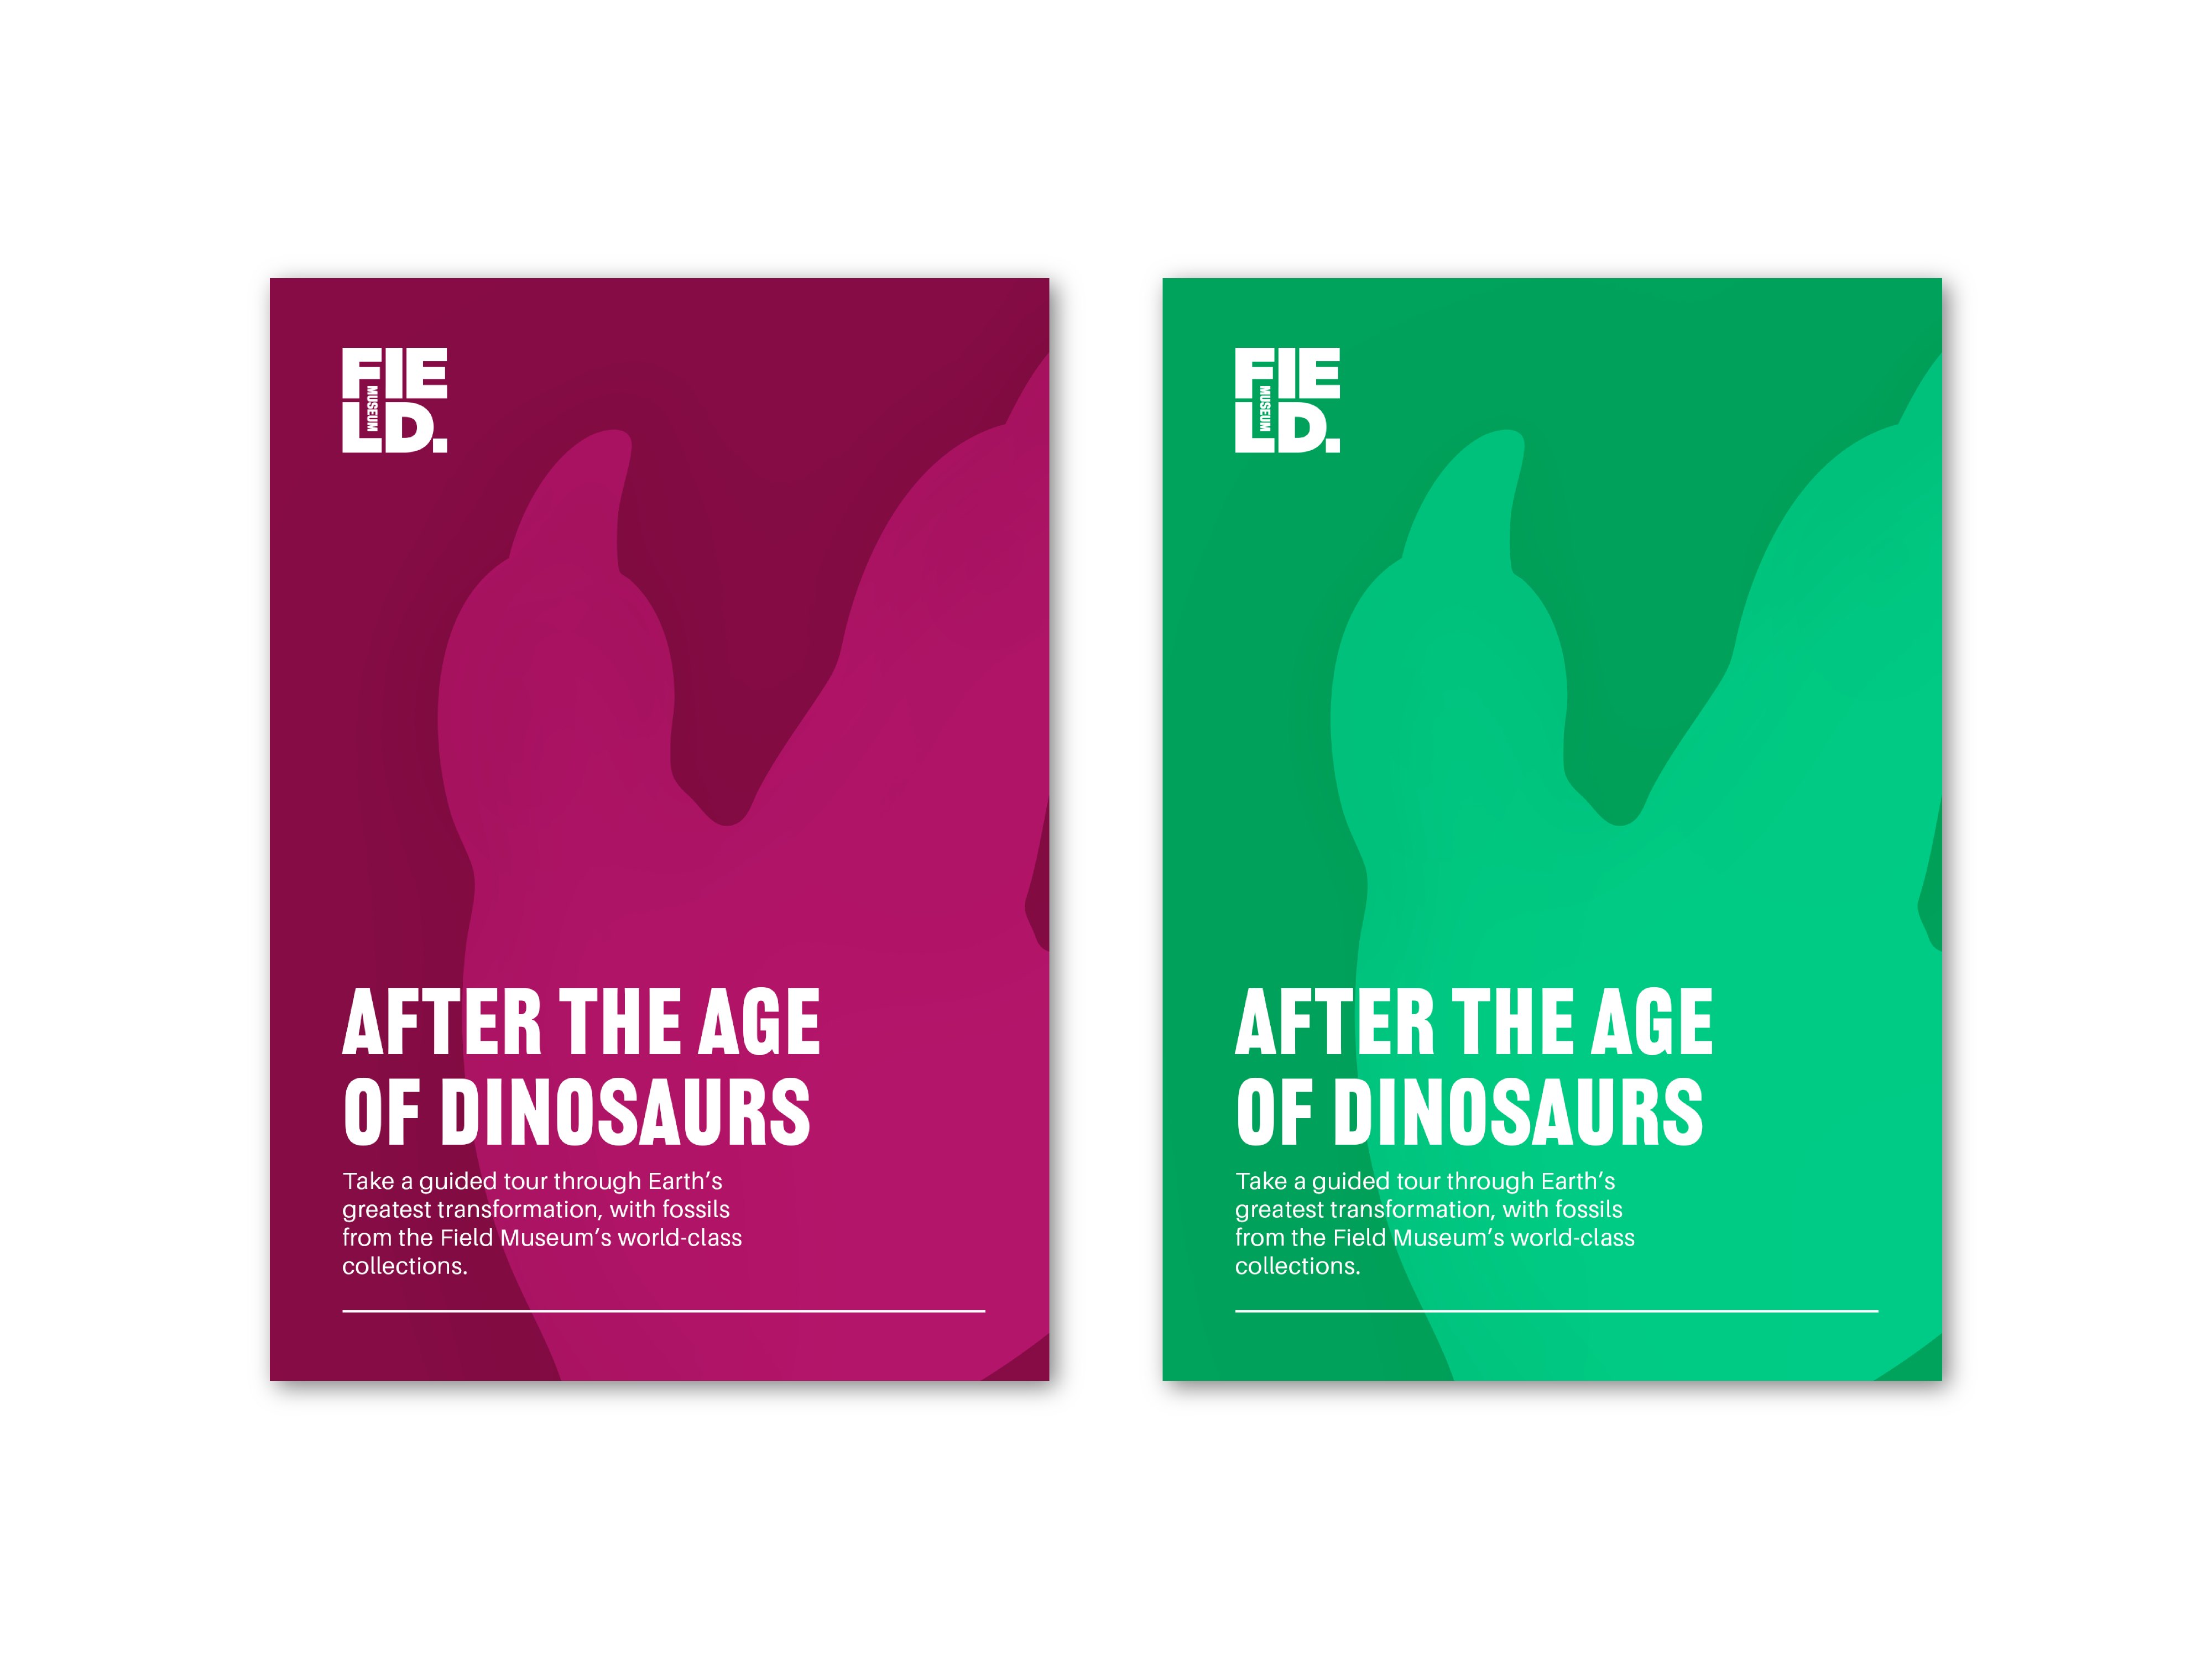 FIE
MUSEUM
LD.
AFTER THE AGE
OF DINOSAURS
Take a guided tour through Earth’s
greatest transformation, with fossils
from the Field Museum’s world-class
collections.
FIE
MUSEUM
LD.
AFTER THE AGE
OF DINOSAURS
Take a guided tour through Earth’s
greatest transformation, with fossils
from the Field Museum’s world-class
collections.